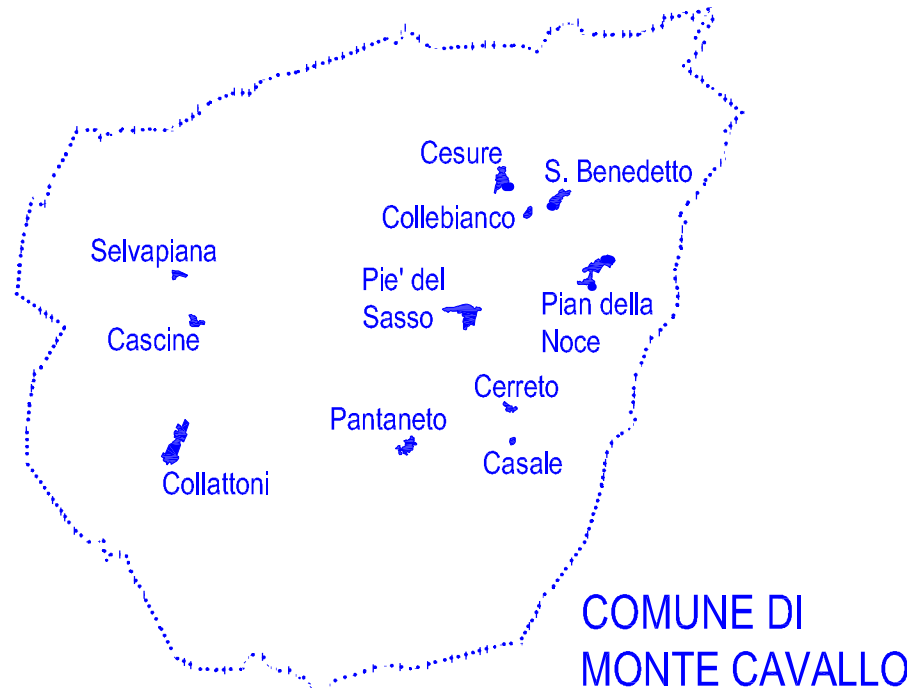 Cesure
S. Benedetto
Collebianco
Selvapiana
Pie' del
Sasso
Pian della
Noce
Cascine
Cerreto
Pantaneto
Casale
Collattoni
COMUNE DI
MONTE CAVALLO